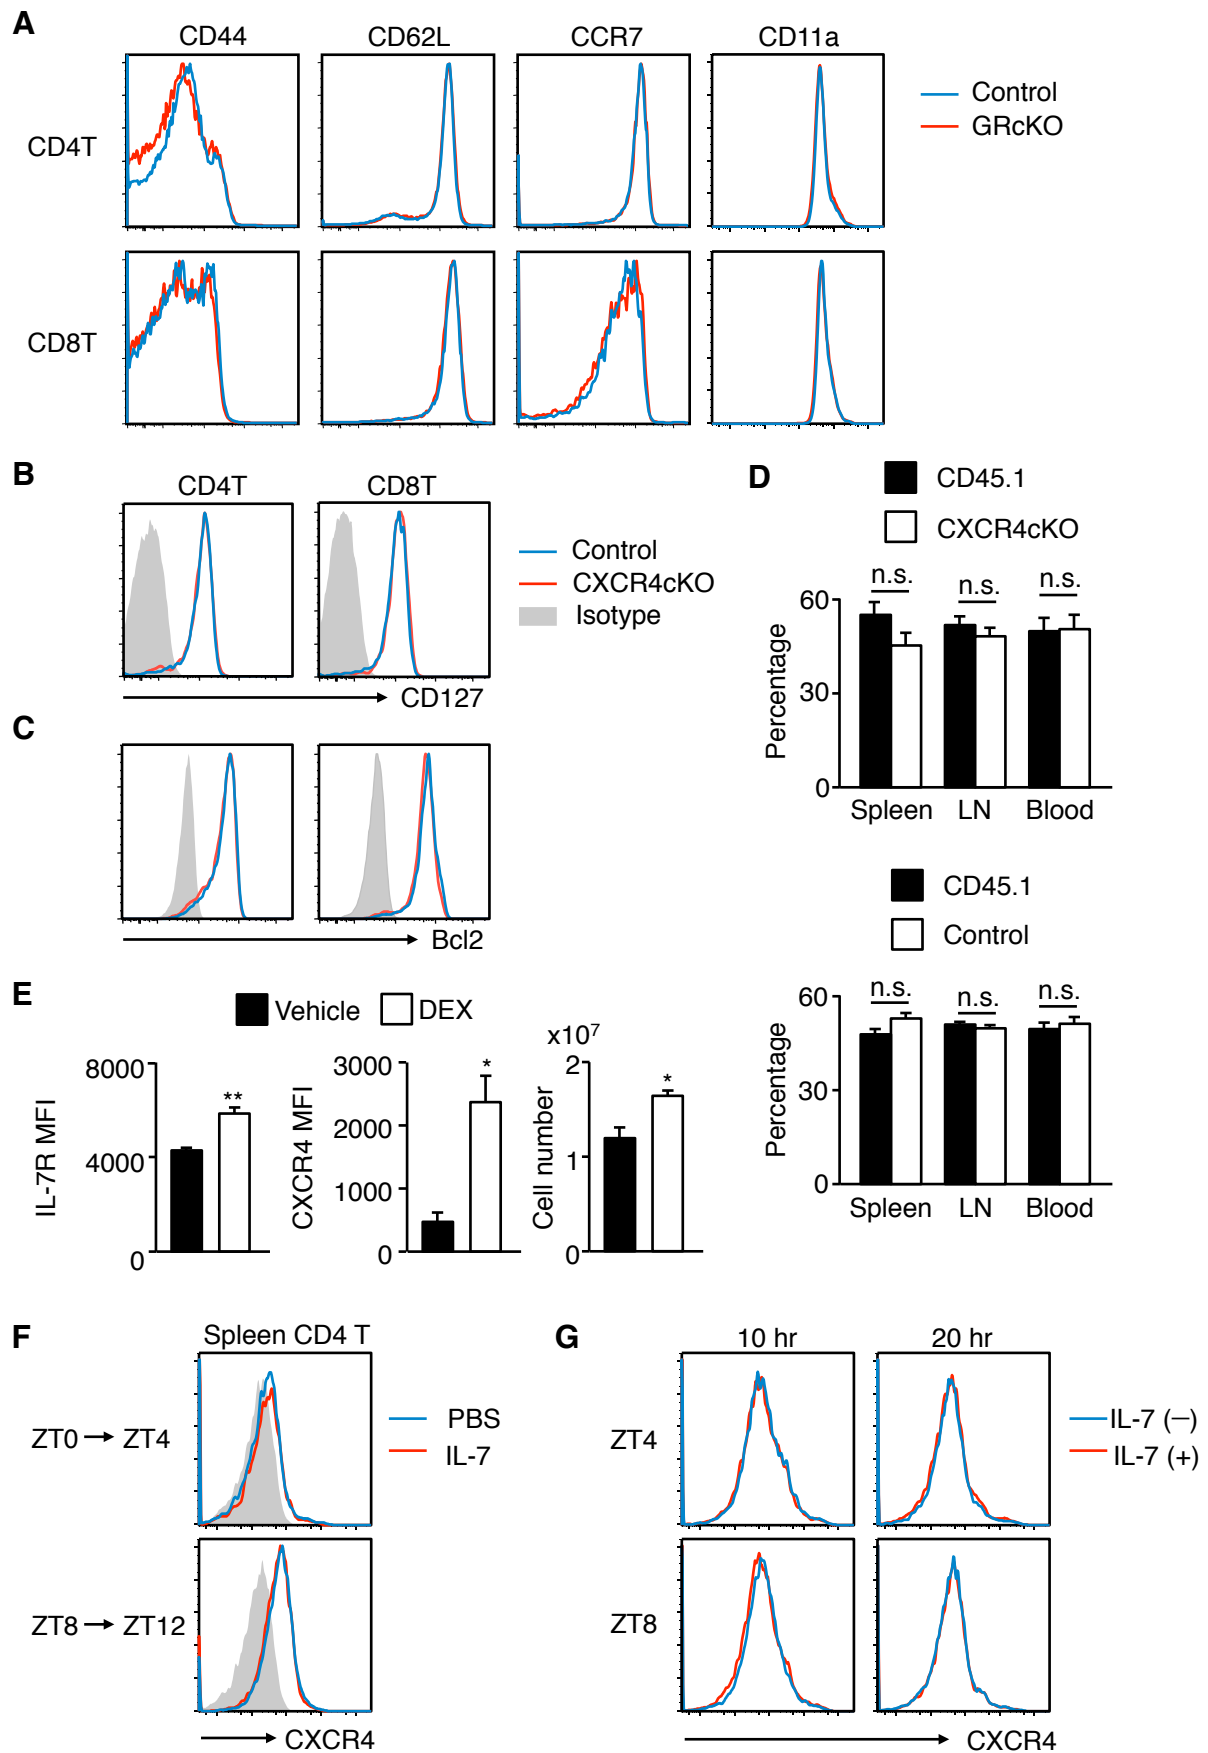 A
CD44 CD62L CCR7 CD11a
Control
GRcKO
CD4T
CD8T
B
CD4T CD8T
Control
CXCR4cKO
Isotype
CD127
C
Bcl2
D
CD45.1
CXCR4cKO
n.s. n.s. n.s.
60
30
0
Percentage
Spleen LN Blood
CD45.1
Control
n.s. n.s. n.s.
60
30
0
Percentage
Spleen LN Blood
E
Vehicle DEX
8000
4000
0
IL-7R MFI
**
3000
2000
1000
0
CXCR4 MFI
*
x10⁷
2
1
0
Cell number
*
F
Spleen CD4 T
ZT0 → ZT4
PBS
IL-7
ZT8 → ZT12
CXCR4
G
10 hr 20 hr
ZT4
IL-7 (−)
IL-7 (+)
ZT8
CXCR4